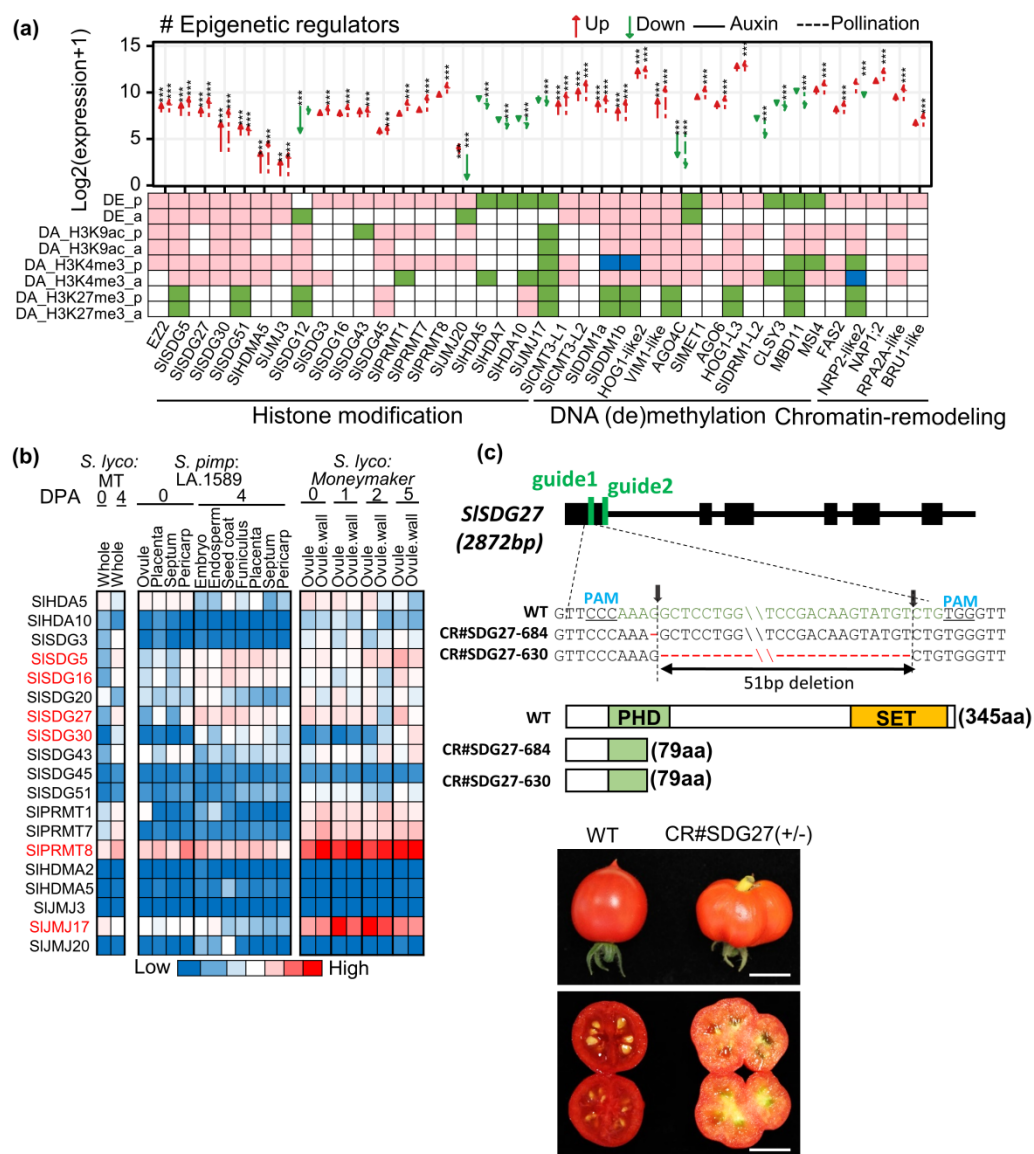 (a)
# Epigenetic regulators
Up
Down
Auxin
Pollination
Log2(expression+1)
15
10
5
0
DE_p
DE_a
DA_H3K9ac_p
DA_H3K9ac_a
DA_H3K4me3_p
DA_H3K4me3_a
DA_H3K27me3_p
DA_H3K27me3_a
EZ2
SlSDG5
SlSDG27
SlSDG30
SlSDG51
SlHDMA5
SlJMJ3
SlSDG12
SlSDG3
SlSDG16
SlSDG43
SlSDG45
SlPRMT1
SlPRMT7
SlPRMT8
SlJMJ20
SlHDA5
SlHDA7
SlHDA10
SlJMJ17
SlCMT3-L1
SlCMT3-L2
SlDDM1a
SlDDM1b
HOG1-like2
VIM1-like
AGO4C
SlMET1
AGO6
HOG1-L3
SlDRM1-L2
CLSY3
MBD11
MSI4
FAS2
NRP2-like2
NAP1;2
RPA2A-like
BRU1-like
Histone modification
DNA (de)methylation
Chromatin-remodeling
(b)
S. lyco:
MT
S. pimp:
LA.1589
S. lyco:
Moneymaker
DPA
0 4
0
4
0 1 2 5
Whole
Whole
Ovule
Placenta
Septum
Pericarp
Embryo
Endosperm
Seed coat
Funiculus
Placenta
Septum
Pericarp
Ovule
Ovule.wall
Ovule
Ovule.wall
Ovule
Ovule.wall
Ovule
Ovule.wall
SlHDA5
SlHDA10
SlSDG3
SlSDG5
SlSDG16
SlSDG20
SlSDG27
SlSDG30
SlSDG43
SlSDG45
SlSDG51
SlPRMT1
SlPRMT7
SlPRMT8
SlHDMA2
SlHDMA5
SlJMJ3
SlJMJ17
SlJMJ20
Low
High
(c)
guide1
guide2
SlSDG27
(2872bp)
PAM
PAM
WT
GTTCCCAAAGGCTCCTGG\\TCCGACAAGTATGTCTGTGGGTT
CR#SDG27-684
GTTCCCAAA-GCTCCTGG\\TCCGACAAGTATGTCTGTGGGTT
CR#SDG27-630
GTTCCCAAAG
\\
CTGTGGGTT
51bp deletion
WT
PHD
SET
(345aa)
CR#SDG27-684
(79aa)
CR#SDG27-630
(79aa)
WT
CR#SDG27(+/-)